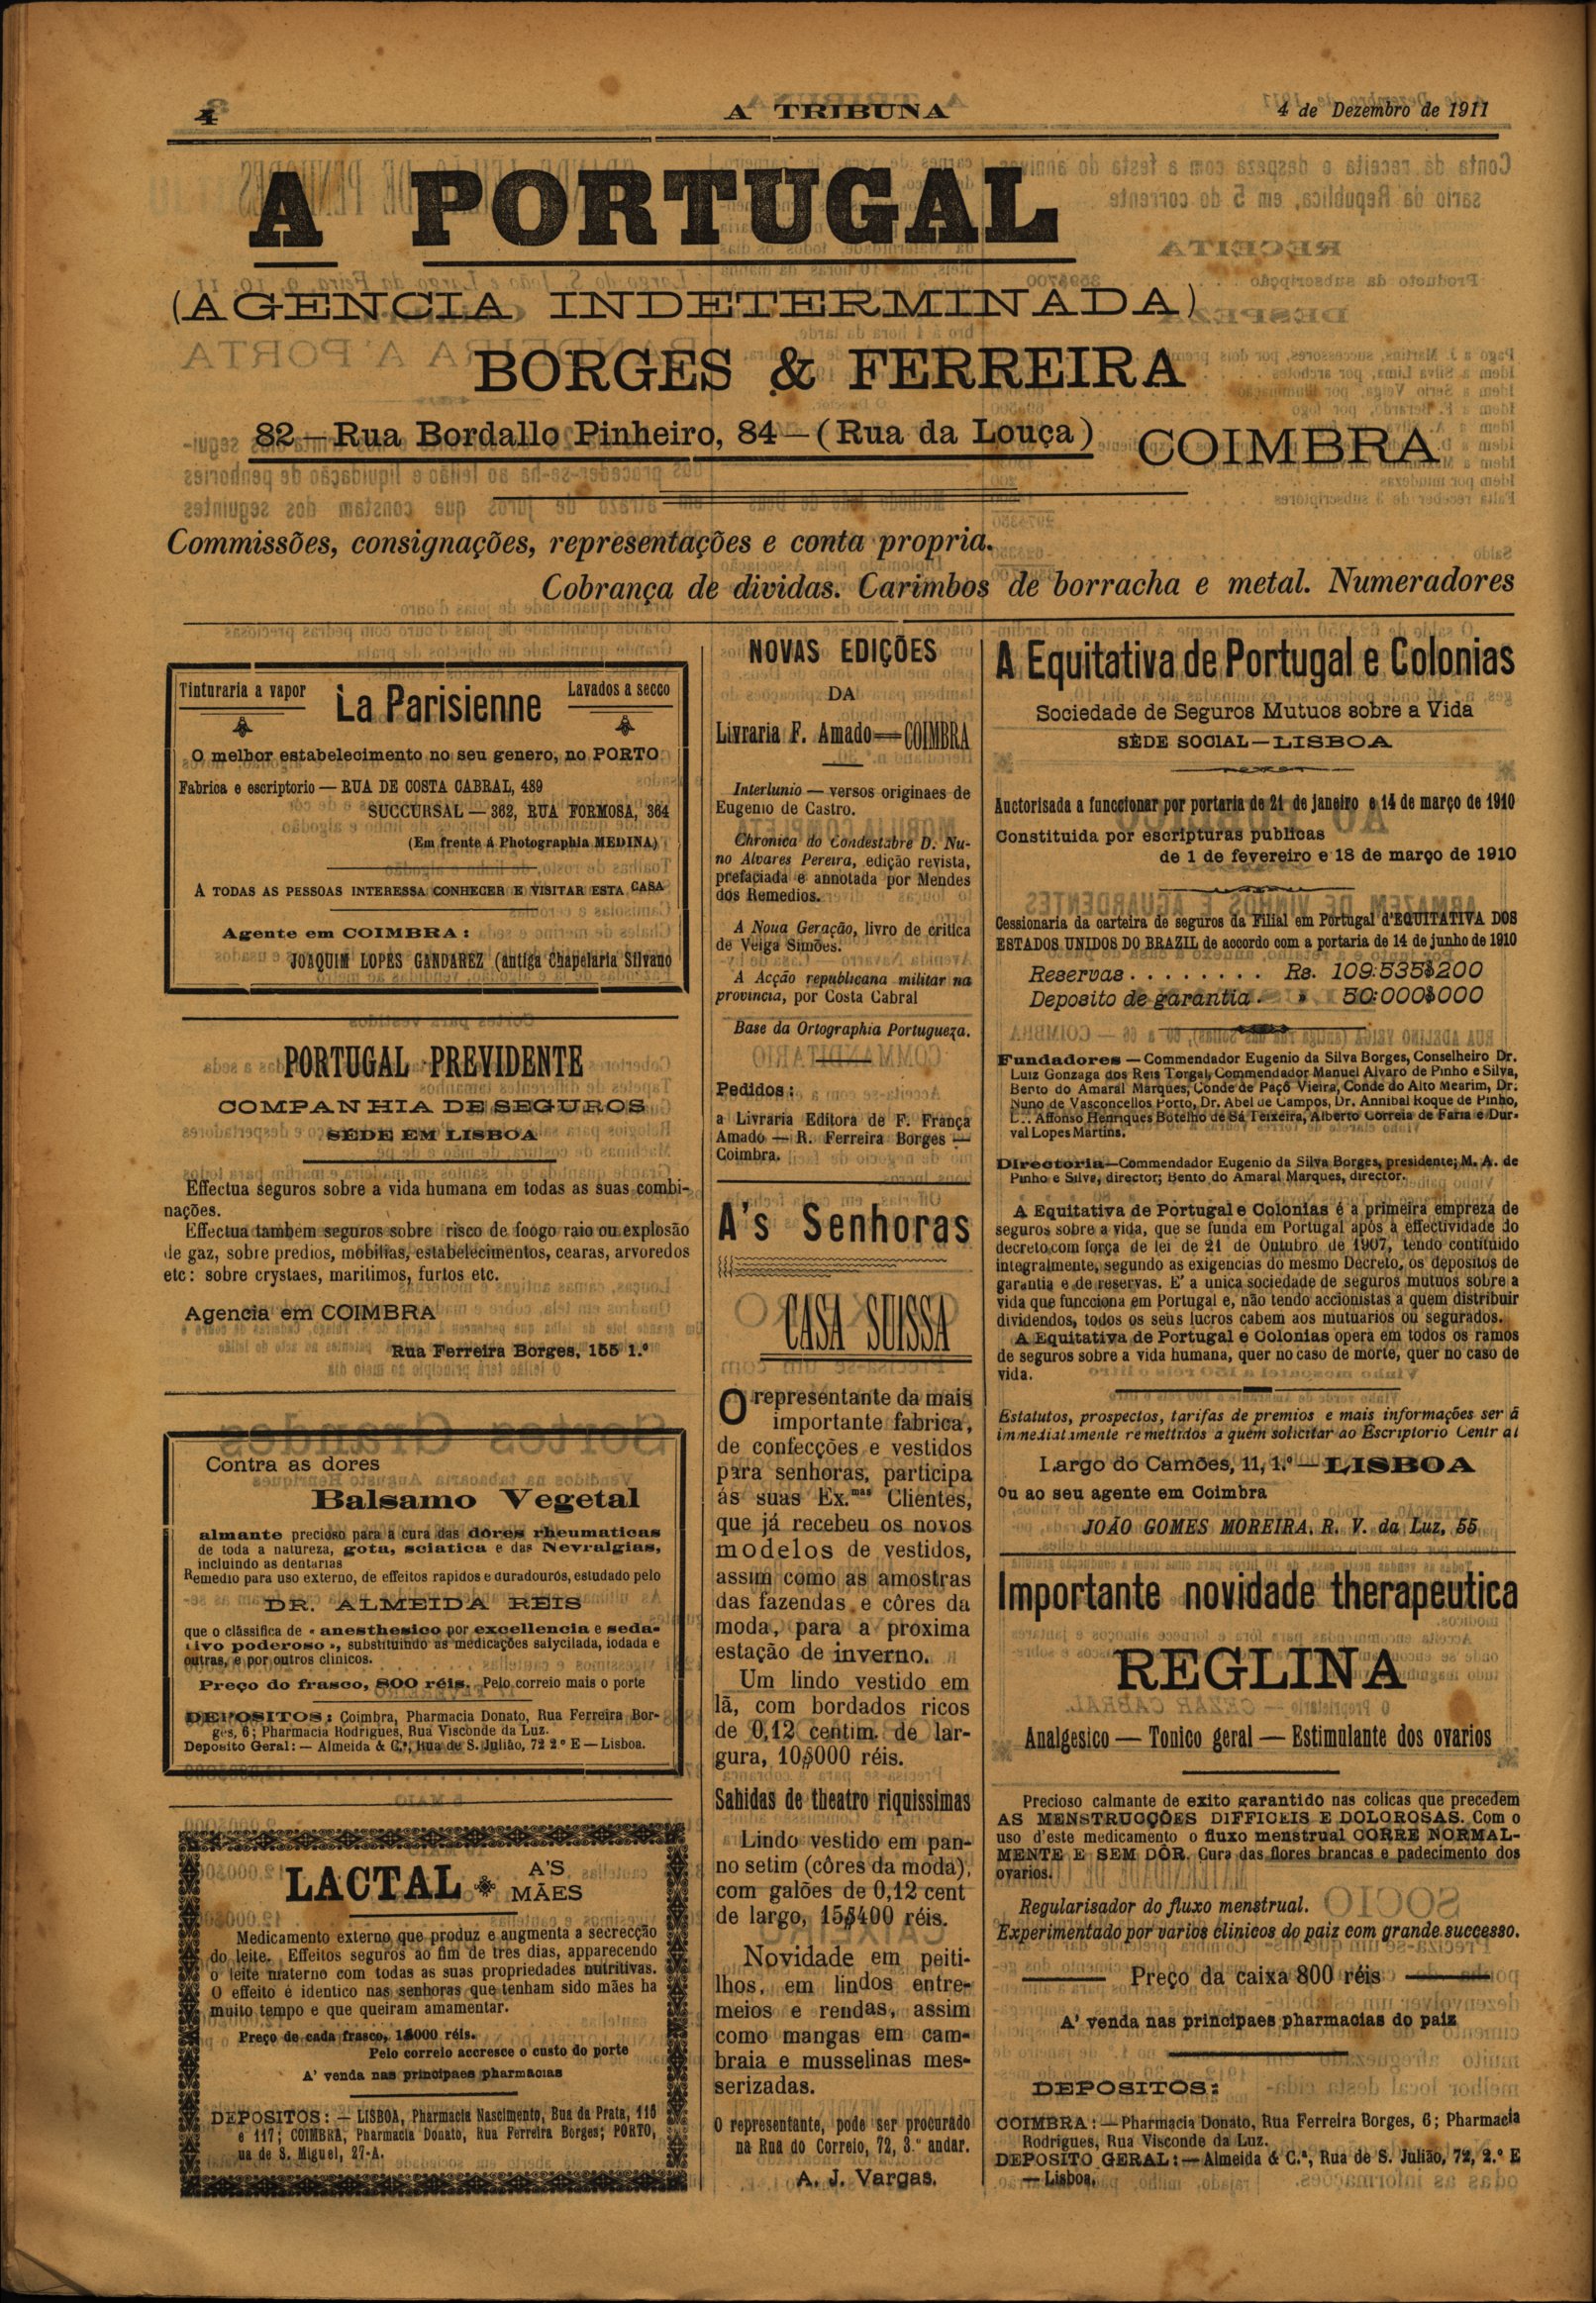 4
A TRIBUNA
4 de Dezembro de 1911
A PORTUGAL
(AGENCIA INDETERMINADA)
BORGES & FERREIRA
82—Rua Bordallo Pinheiro, 84—(Rua da Louça) COIMBRA
Commissões, consignações, representações e conta propria.
Cobrança de dividas. Carimbos de borracha e metal. Numeradores
Tinturaria a vapor
La Parisienne
Lavados a secco
O melhor estabelecimento no seu genero, no PORTO
Fabrica e escriptorio — RUA DE COSTA CABRAL, 489
SUCCURSAL — 362, RUA FORMOSA, 364
(Em frente á Photographia MEDINA)
A TODAS AS PESSOAS INTERESSA CONHECER E VISITAR ESTA CASA
Agente em COIMBRA:
JOAQUIM LOPES GANDAREZ (antiga Chapelaria Silvano
PORTUGAL PREVIDENTE
COMPANHIA DE SEGUROS
SÉDE EM LISBOA
Effectua seguros sobre a vida humana em todas as suas combi-
nações.
Effectua tambem seguros sobre risco de foogo raio ou explosão
de gaz, sobre predios, mobilias, estabelecimentos, cearas, arvoredos
etc: sobre crystaes, maritimos, furtos etc.
Agencia em COIMBRA
Rua Ferreira Borges, 155 1.º
Contra as dores
Balsamo Vegetal
almante precioso para a cura das dôres rheumaticas
de toda a natureza, gota, sciatica e das Nevralgias,
incluindo as dentarias
Remedio para uso externo, de effeitos rapidos e duradouros, estudado pelo
DR. ALMEIDA REIS
que o classifica de «anesthesico por excellencia e seda-
tivo poderoso», substituindo as medicações salycilada, iodada e
outras, e por outros clinicos.
Preço do frasco, 800 réis. Pelo correio mais o porte
DEPOSITOS: Coimbra, Pharmacia Donato, Rua Ferreira Bor-
ges, 6; Pharmacia Rodrigues, Rua Visconde da Luz.
Deposito Geral: — Almeida & C.ª, Rua de S. Julião, 72 2º E — Lisboa.
LACTAL
A'S
MÃES
Medicamento externo que produz e augmenta a secrecção
do leite. Effeitos seguros ao fim de tres dias, apparecendo
o leite materno com todas as suas propriedades nutritivas.
O effeito é identico nas senhoras que tenham sido mães ha
muito tempo e que queiram amamentar.
Preço de cada frasco, 1$000 réis.
Pelo correio accresce o custo do porte
A' venda nas principaes pharmacias
DEPOSITOS: — LISBOA, Pharmacia Nascimento, Bua da Prata, 116
e 117; COIMBRA, Pharmacia Donato, Rua Ferreira Borges; PORTO,
ua de S. Miguel, 27-A.
NOVAS EDIÇÕES
DA
Livraria F. Amado—COIMBRA
Interlunio — versos originaes de
Eugenio de Castro.
Chronica do Condestabre D. Nu-
no Alvares Pereira, edição revista,
prefaciada e annotada por Mendes
dos Remedios.
A Nova Geração, livro de critica
de Veiga Simões.
A Acção republicana militar na
provincia, por Costa Cabral
Base da Ortographia Portugueza.
Pedidos:
a Livraria Editora de F. França
Amado — R. Ferreira Borges —
Coimbra.
A's Senhoras
CASA SUISSA
O representante da mais
importante fabrica,
de confecções e vestidos
para senhoras, participa
ás suas Ex.mas Clientes,
que já recebeu os novos
modelos de vestidos,
assim como as amostras
das fazendas e côres da
moda, para a proxima
estação de inverno.
Um lindo vestido em
lã, com bordados ricos
de 0,12 centim. de lar-
gura, 10$000 réis.
Sahidas de theatro riquissimas
Lindo vestido em pan-
no setim (côres da moda),
com galões de 0,12 cent
de largo, 15$400 réis.
Novidade em peiti-
lhos, em lindos entre-
meios e rendas, assim
como mangas em cam-
braia e musselinas mes-
serizadas.
O representante, pode ser procurado
na Rua do Correio, 72, 3.º andar.
A. J. Vargas.
A Equitativa de Portugal e Colonias
Sociedade de Seguros Mutuos sobre a Vida
SÉDE SOCIAL—LISBOA
Auctorisada a funccionar por portaria de 21 de janeiro e 14 de março de 1910
Constituida por escripturas publicas
de 1 de fevereiro e 18 de março de 1910
Cessionaria da carteira de seguros da Filial em Portugal d'EQUITATIVA DOS
ESTADOS UNIDOS DO BRAZIL de accordo com a portaria de 14 de junho de 1910
Reservas . . . . . . . . Rs. 109:535$200
Deposito de garantia . » 50:000$000
Fundadores — Commendador Eugenio da Silva Borges, Conselheiro Dr.
Luiz Gonzaga dos Reis Torgal, Commendador Manuel Alvaro de Pinho e Silva,
Bento do Amaral Marques, Conde de Paçô Vieira, Conde do Alto Mearim, Dr.
Nuno de Vasconcellos Porto, Dr. Abel de Campos, Dr. Annibal Roque de Pinho,
D.. Affonso Henriques Botelho de Sá Teixeira, Alberto Correia de Faria e Dur-
val Lopes Martins.
Directoria—Commendador Eugenio da Silva Borges, presidente; M. A. de
Pinho e Silva, director; Bento do Amaral Marques, director.
A Equitativa de Portugal e Colonias é a primeira empreza de
seguros sobre a vida, que se funda em Portugal após a effectividade do
decreto com força de lei de 21 de Outubro de 1907, tendo contituido
integralmente, segundo as exigencias do mesmo Decreto, os depositos de
garantia e de reservas. E' a unica sociedade de seguros mutuos sobre a
vida que funcciona em Portugal e, não tendo accionistas a quem distribuir
dividendos, todos os seus lucros cabem aos mutuarios ou segurados.
A Equitativa de Portugal e Colonias opera em todos os ramos
de seguros sobre a vida humana, quer no caso de morte, quer no caso de
vida.
Estatutos, prospectos, tarifas de premios e mais informações ser ã
immediatamente remettidos a quem solicitar ao Escriptorio Centr al
Largo do Camões, 11, 1.º—LISBOA
Ou ao seu agente em Coimbra
JOÃO GOMES MOREIRA, R. V. da Luz, 55
Importante novidade therapeutica
REGLINA
Analgesico — Tonico geral — Estimulante dos ovarios
Precioso calmante de exito garantido nas colicas que precedem
AS MENSTRUCÇÕES DIFFICEIS E DOLOROSAS. Com o
uso d'este medicamento o fluxo menstrual CORRE NORMAL-
MENTE E SEM DÔR. Cura das flores brancas e padecimento dos
ovarios.
Regularisador do fluxo menstrual.
Experimentado por varios clinicos do paiz com grande successo.
Preço da caixa 800 réis
A' venda nas principaes pharmacias do paiz
DEPOSITOS:
COIMBRA: — Pharmacia Donato, Rua Ferreira Borges, 6; Pharmacia
Rodrigues, Rua Visconde da Luz.
DEPOSITO GERAL: — Almeida & C.ª, Rua de S. Julião, 72, 2.º E
— Lisboa.